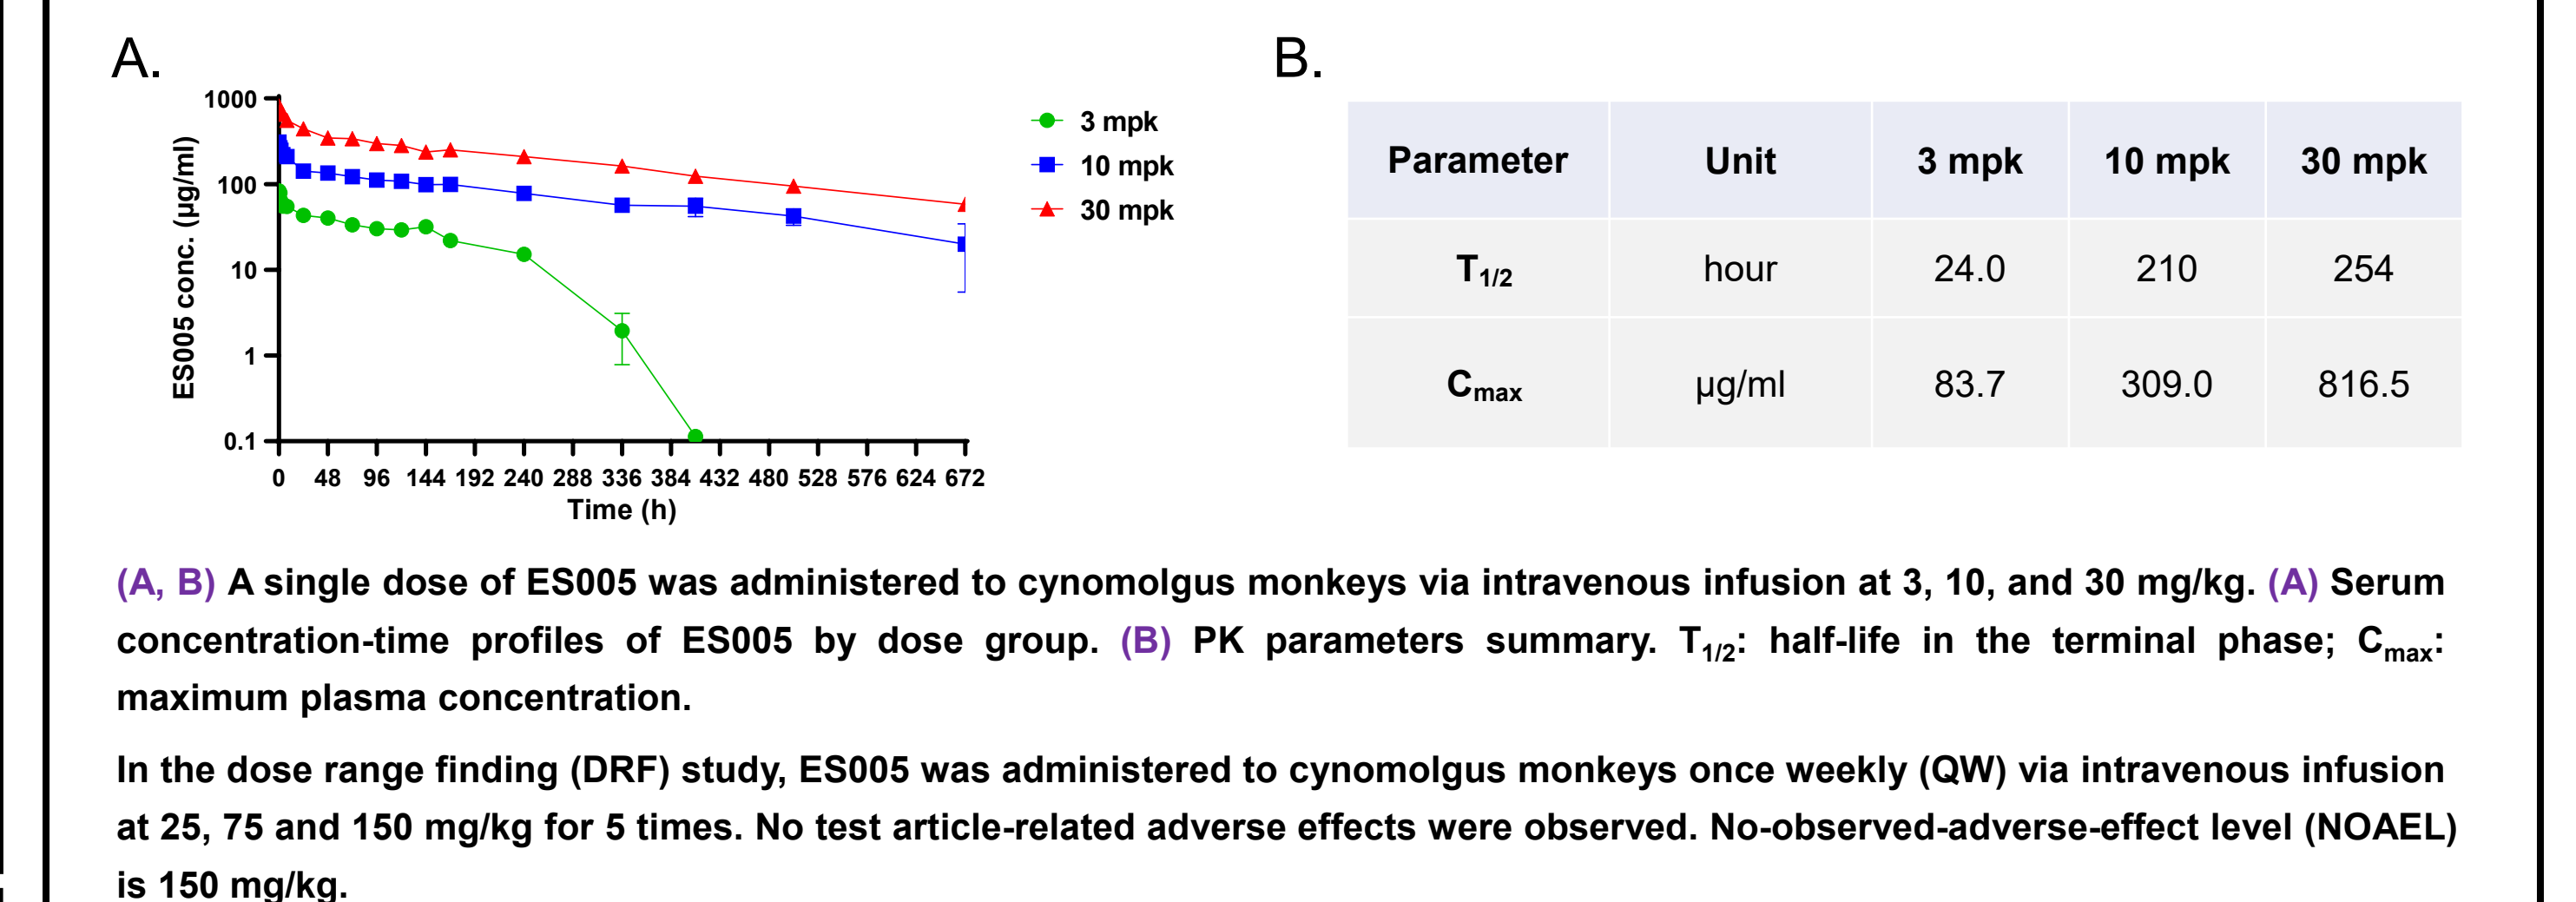 A.
1000
100
10
1
0.1
ES005 conc. (µg/ml)
0 48 96 144 192 240 288 336 384 432 480 528 576 624 672
Time (h)
3 mpk
10 mpk
30 mpk
B.
Parameter Unit 3 mpk 10 mpk 30 mpk
T1/2 hour 24.0 210 254
Cmax µg/ml 83.7 309.0 816.5
(A, B) A single dose of ES005 was administered to cynomolgus monkeys via intravenous infusion at 3, 10, and 30 mg/kg. (A) Serum
concentration-time profiles of ES005 by dose group. (B) PK parameters summary. T1/2: half-life in the terminal phase; Cmax:
maximum plasma concentration.
In the dose range finding (DRF) study, ES005 was administered to cynomolgus monkeys once weekly (QW) via intravenous infusion
at 25, 75 and 150 mg/kg for 5 times. No test article-related adverse effects were observed. No-observed-adverse-effect level (NOAEL)
is 150 mg/kg.